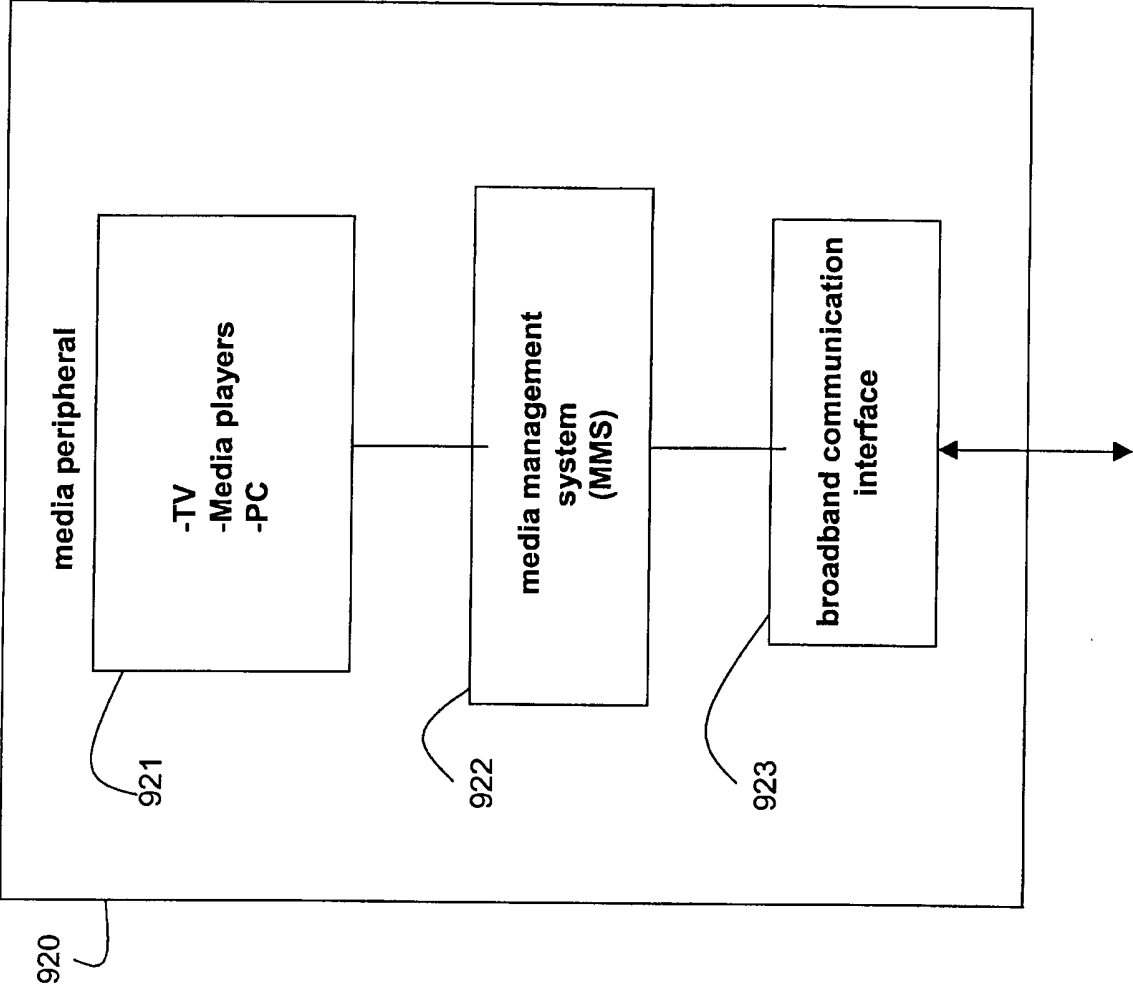 media peripheral
-TV
-Media players
-PC
media management
system
(MMS)
broadband communication
interface
921
922
923
920